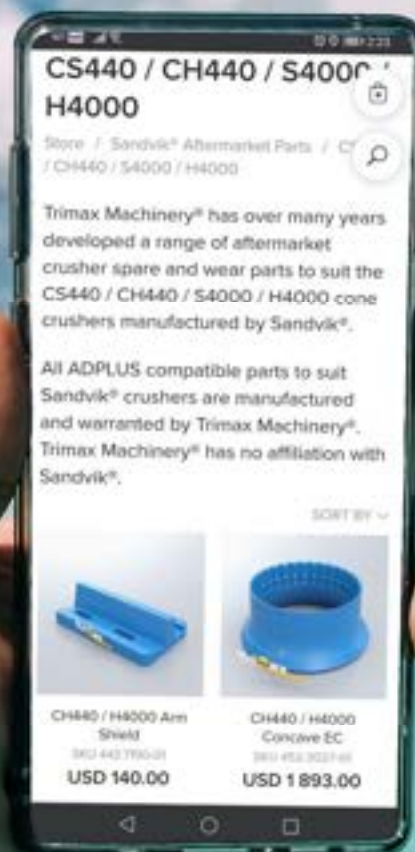 2:23
CS440 / CH440 / S4000 /
H4000
Store / Sandvik® Aftermarket Parts /
/ CH440 / S4000 / H4000
Trimax Machinery® has over many years
developed a range of aftermarket
crusher spare and wear parts to suit the
CS440 / CH440 / S4000 / H4000 cone
crushers manufactured by Sandvik®.
All ADPLUS compatible parts to suit
Sandvik® crushers are manufactured
and warranted by Trimax Machinery®.
Trimax Machinery® has no affiliation with
Sandvik®.
SORT BY
CH440 / H4000 Arm
Shield
SKU
USD 140.00
CH440 / H4000
Concave EC
SKU
USD 1 893.00